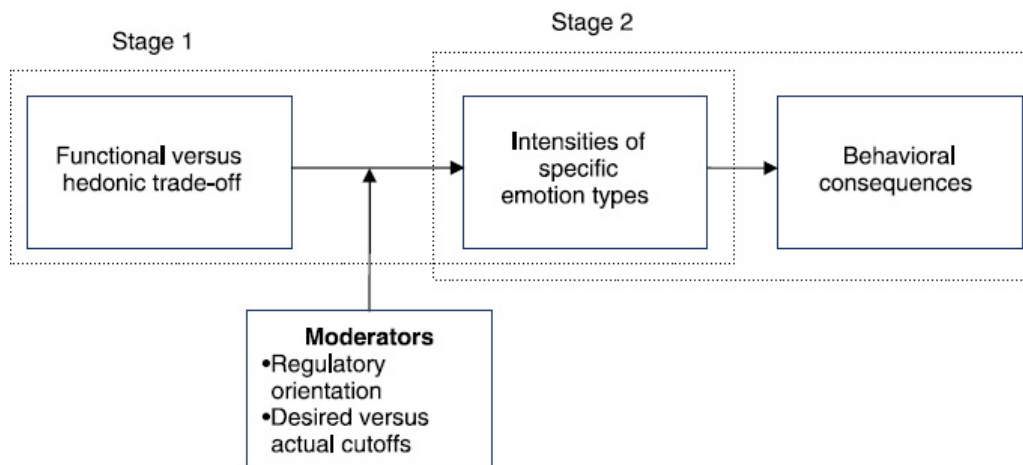 Stage 1
Stage 2
Functional versus
hedonic trade-off
Intensities of
specific
emotion types
Behavioral
consequences
Moderators
•Regulatory
orientation
•Desired versus
actual cutoffs